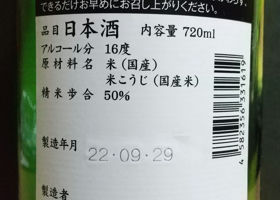 できるだけお早めにお召し上がりください。
品目 日本酒 内容量 720ml
アルコール分 16度
原材料名 米(国産)
米こうじ(国産米)
精米歩合 50%
製造年月 22.09.29
製造者
4582356331619